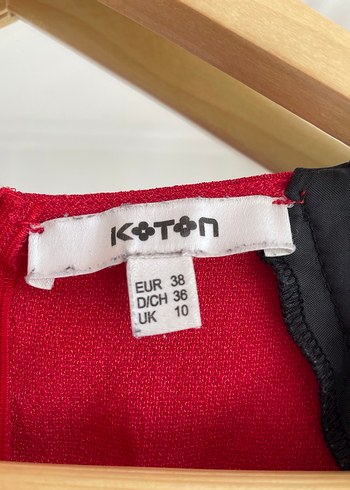 KOTON
EUR 38
D/CH 36
UK 10